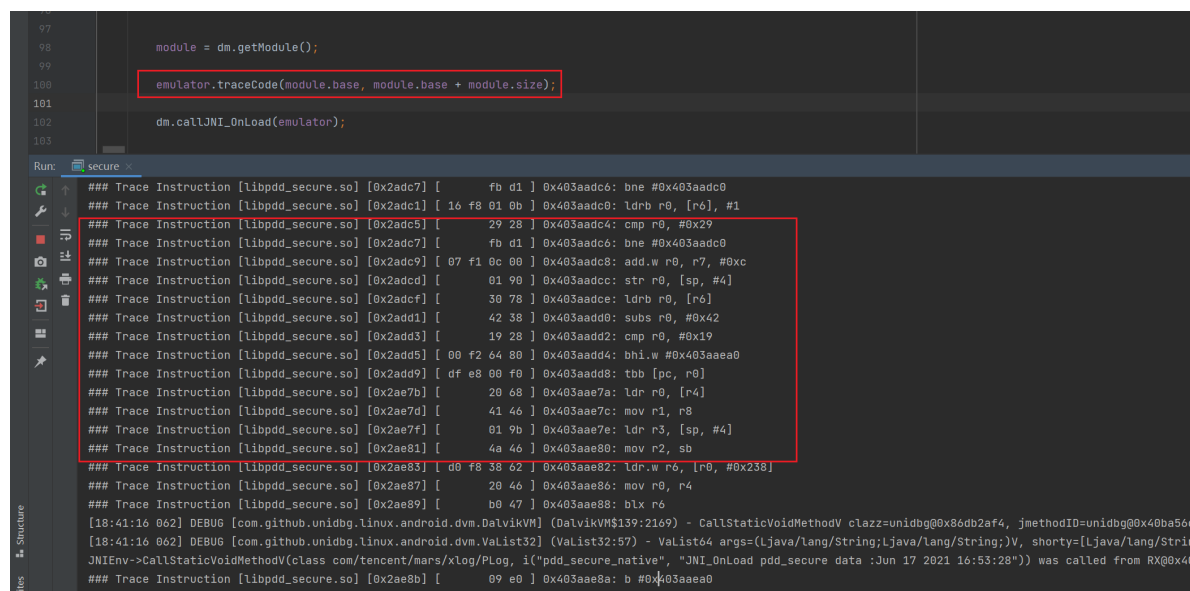 97
98 module = dm.getModule();
99
100 emulator.traceCode(module.base, module.base + module.size);
101
102 dm.callJNI_OnLoad(emulator);
103
Run: secure ×
### Trace Instruction [libpdd_secure.so] [0x2adc7] [ fb d1 ] 0x403aadc6: bne #0x403aadc0
### Trace Instruction [libpdd_secure.so] [0x2adc1] [ 16 f8 01 0b ] 0x403aadc0: ldrb r0, [r6], #1
### Trace Instruction [libpdd_secure.so] [0x2adc5] [ 29 28 ] 0x403aadc4: cmp r0, #0x29
### Trace Instruction [libpdd_secure.so] [0x2adc7] [ fb d1 ] 0x403aadc6: bne #0x403aadc0
### Trace Instruction [libpdd_secure.so] [0x2adc9] [ 07 f1 0c 00 ] 0x403aadc8: add.w r0, r7, #0xc
### Trace Instruction [libpdd_secure.so] [0x2adcd] [ 01 90 ] 0x403aadcc: str r0, [sp, #4]
### Trace Instruction [libpdd_secure.so] [0x2adcf] [ 30 78 ] 0x403aadce: ldrb r0, [r6]
### Trace Instruction [libpdd_secure.so] [0x2add1] [ 42 38 ] 0x403aadd0: subs r0, #0x42
### Trace Instruction [libpdd_secure.so] [0x2add3] [ 19 28 ] 0x403aadd2: cmp r0, #0x19
### Trace Instruction [libpdd_secure.so] [0x2add5] [ 00 f2 64 80 ] 0x403aadd4: bhi.w #0x403aaea0
### Trace Instruction [libpdd_secure.so] [0x2add9] [ df e8 00 f0 ] 0x403aadd8: tbb [pc, r0]
### Trace Instruction [libpdd_secure.so] [0x2ae7b] [ 20 68 ] 0x403aae7a: ldr r0, [r4]
### Trace Instruction [libpdd_secure.so] [0x2ae7d] [ 41 46 ] 0x403aae7c: mov r1, r8
### Trace Instruction [libpdd_secure.so] [0x2ae7f] [ 01 9b ] 0x403aae7e: ldr r3, [sp, #4]
### Trace Instruction [libpdd_secure.so] [0x2ae81] [ 4a 46 ] 0x403aae80: mov r2, sb
### Trace Instruction [libpdd_secure.so] [0x2ae83] [ d0 f8 38 62 ] 0x403aae82: ldr.w r6, [r0, #0x238]
### Trace Instruction [libpdd_secure.so] [0x2ae87] [ 20 46 ] 0x403aae86: mov r0, r4
### Trace Instruction [libpdd_secure.so] [0x2ae89] [ b0 47 ] 0x403aae88: blx r6
[18:41:16 062] DEBUG [com.github.unidbg.linux.android.dvm.DalvikVM] (DalvikVM$139:2169) - CallStaticVoidMethodV clazz=unidbg@0x86db2af4, jmethodID=unidbg@0x40ba56
[18:41:16 062] DEBUG [com.github.unidbg.linux.android.dvm.VaList32] (VaList32:57) - VaList64 args=(Ljava/lang/String;Ljava/lang/String;)V, shorty=[Ljava/lang/Stri
JNIEnv->CallStaticVoidMethodV(class com/tencent/mars/xlog/PLog, i("pdd_secure_native", "JNI_OnLoad pdd_secure data :Jun 17 2021 16:53:28")) was called from RX@0x40
### Trace Instruction [libpdd_secure.so] [0x2ae8b] [ 09 e0 ] 0x403aae8a: b #0x403aaea0
Structure